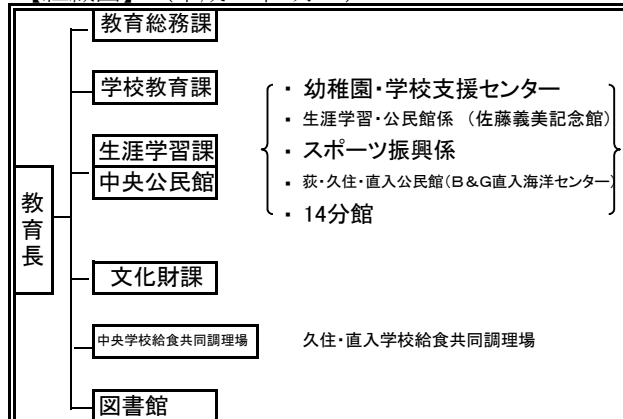 教育総務課
学校教育課
・ 幼稚園・学校支援センター
・ 生涯学習・公民館係 (佐藤義美記念館)
生涯学習課
・ スポーツ振興係
中央公民館
・ 荻・久住・直入公民館(B&G直入海洋センター)
・ 14分館
教育長
文化財課
中央学校給食共同調理場
久住・直入学校給食共同調理場
図書館